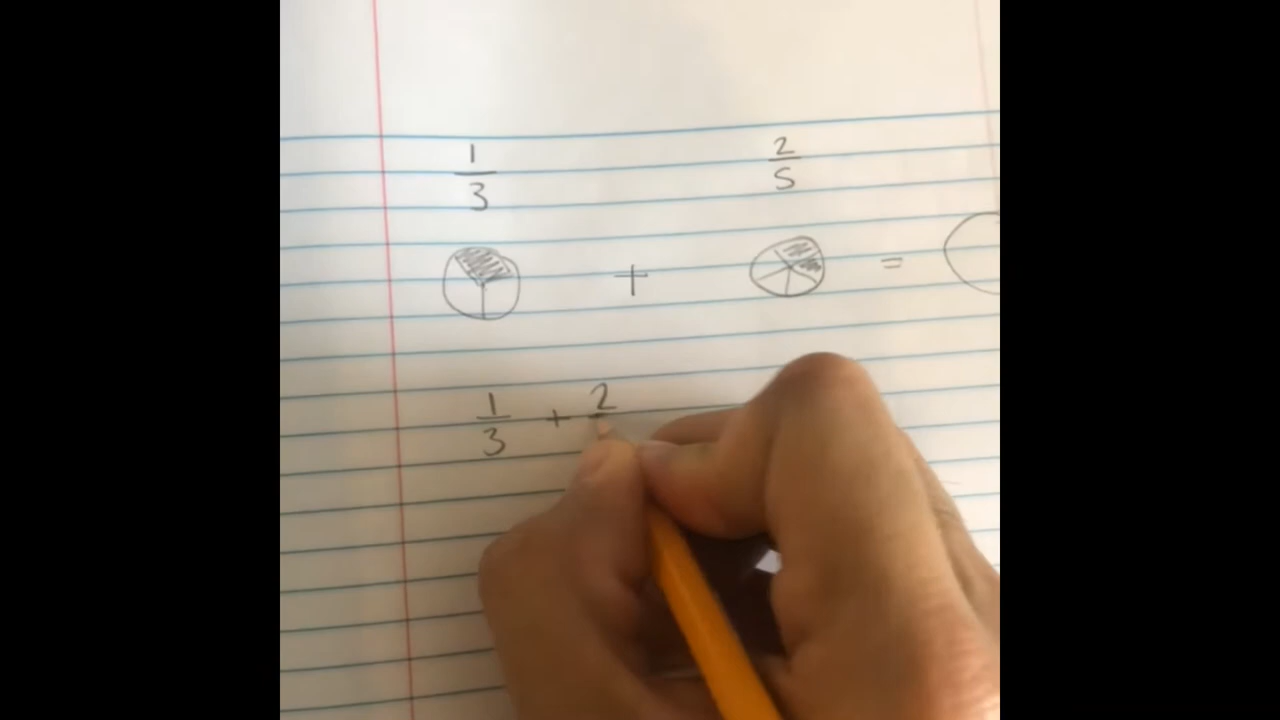 1/3 2/5
+ =
1/3 + 2